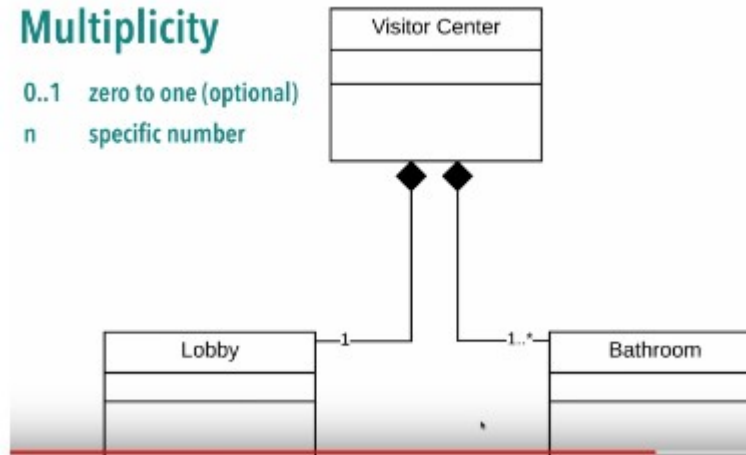 Multiplicity
0..1 zero to one (optional)
n specific number
Visitor Center
1
1..*
Lobby
Bathroom